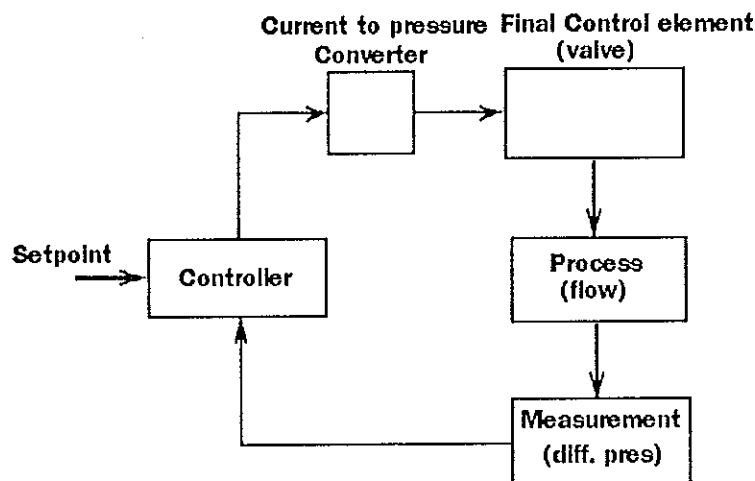 Current to pressure
Converter
Final Control element
(valve)
Setpoint
Controller
Process
(flow)
Measurement
(diff. pres)